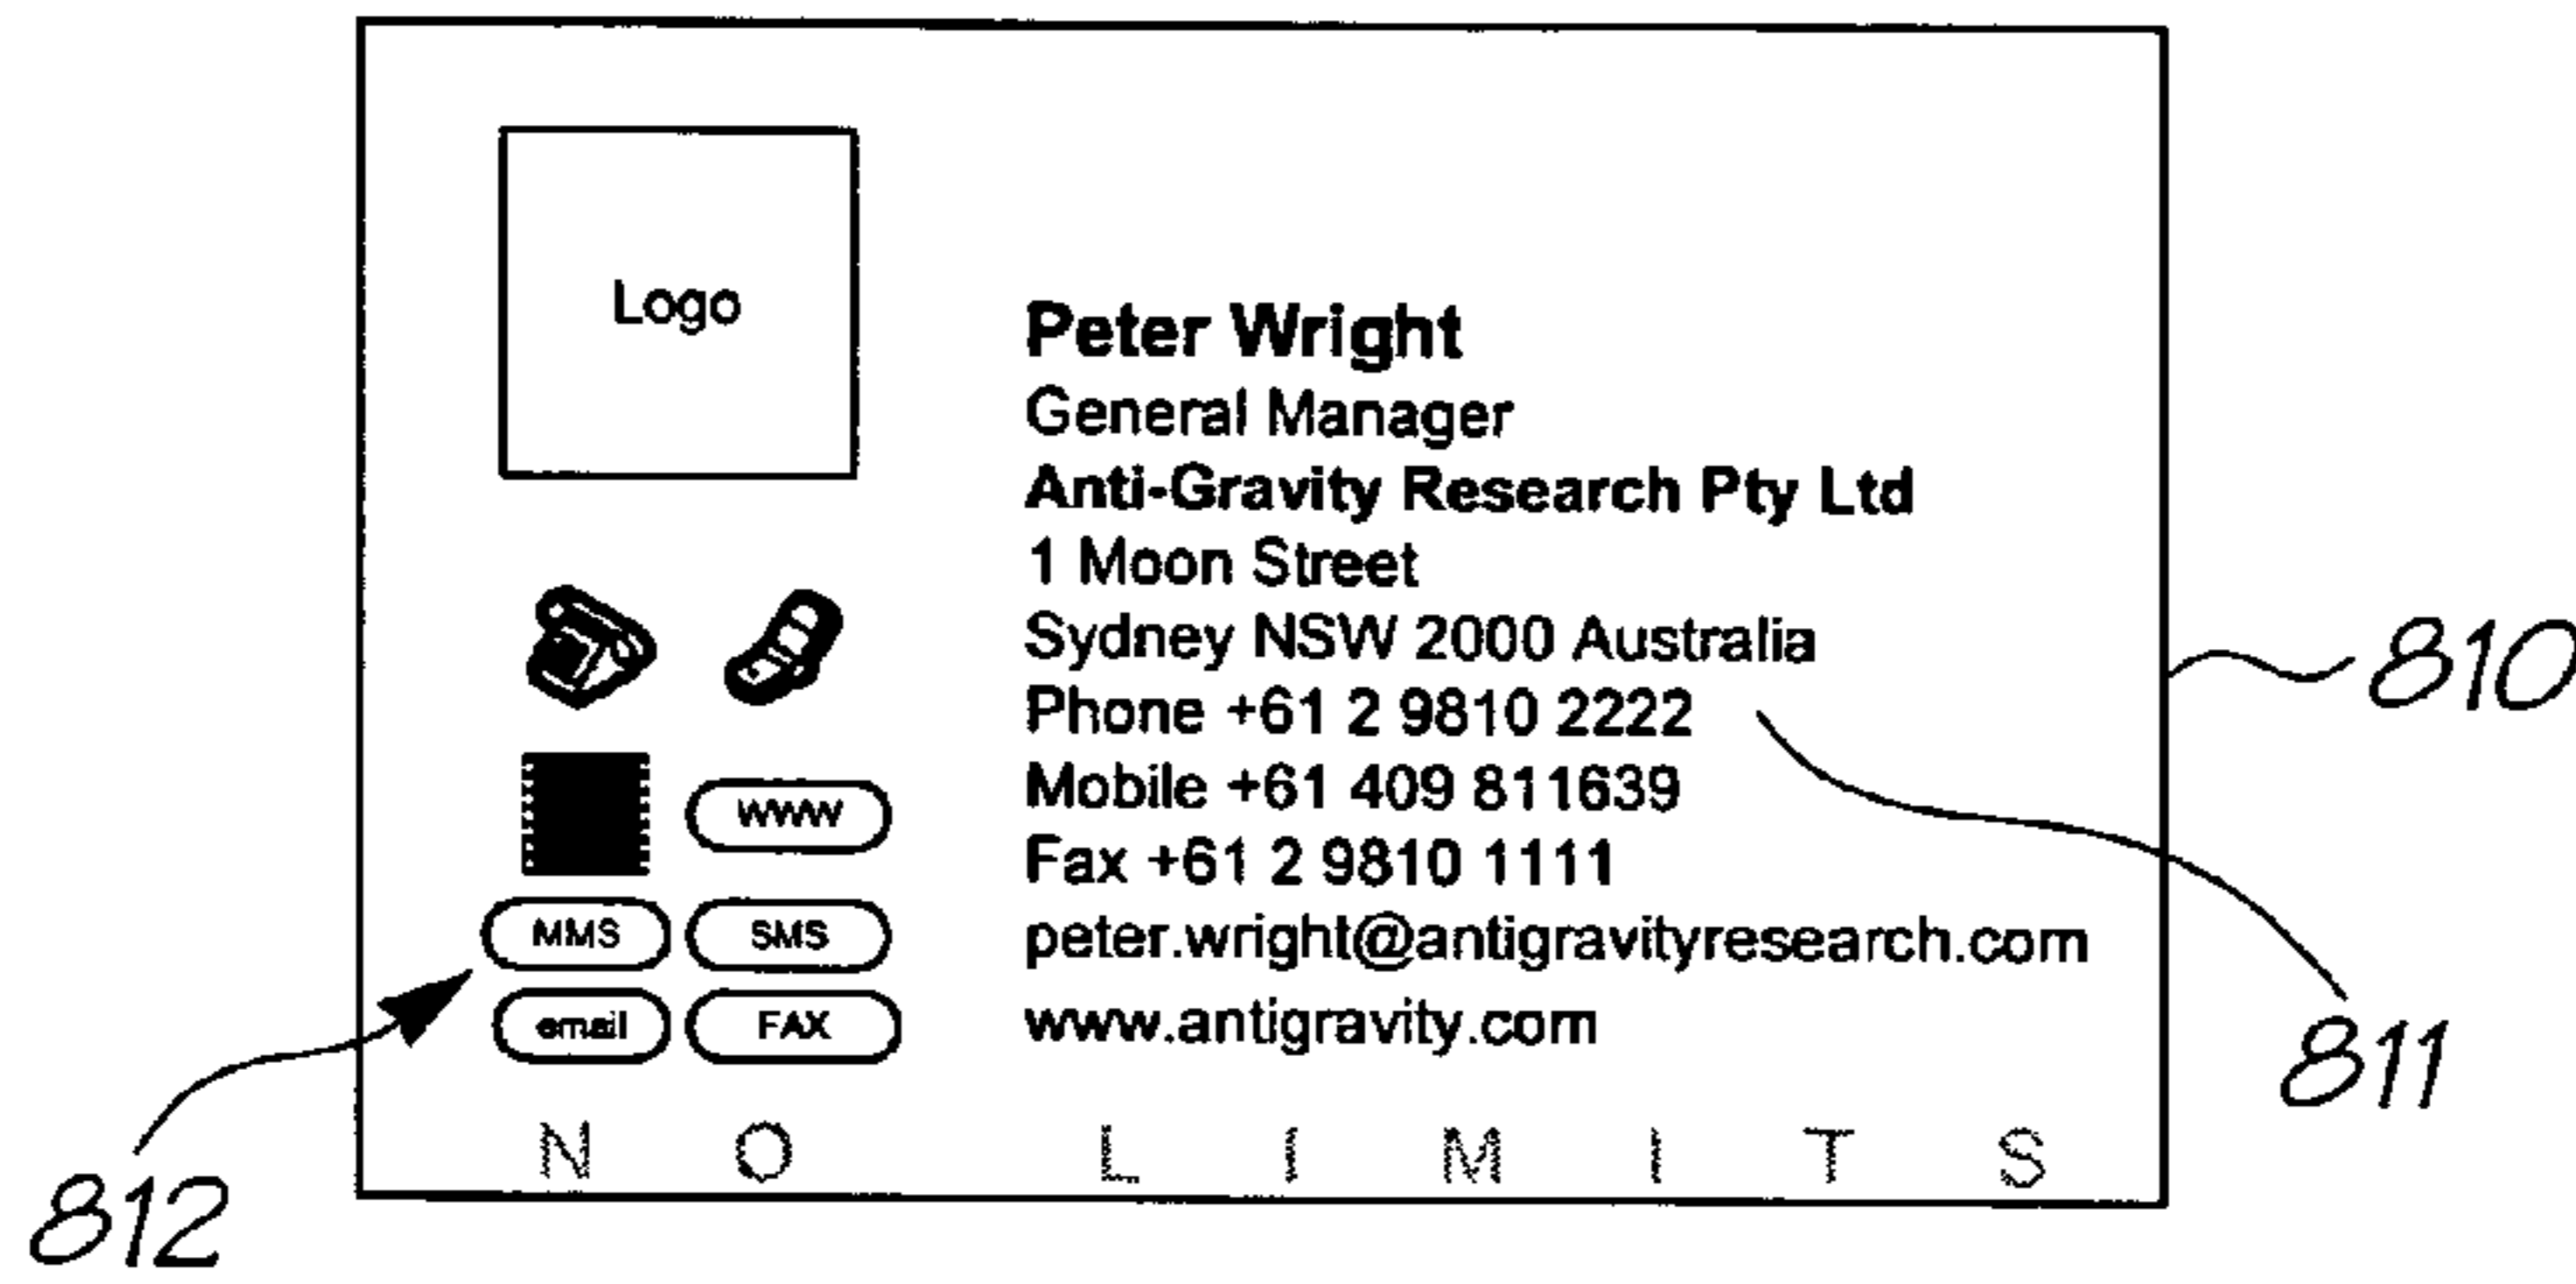 Logo
Peter Wright
General Manager
Anti-Gravity Research Pty Ltd
1 Moon Street
Sydney NSW 2000 Australia
Phone +61 2 9810 2222
Mobile +61 409 811639
Fax +61 2 9810 1111
peter.wright@antigravityresearch.com
www.antigravity.com
WWW
MMS SMS
email FAX
N O L I M I T S
810
811
812